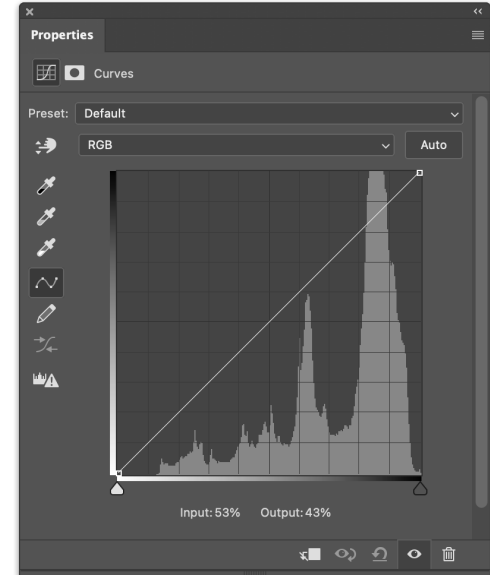 Properties
Curves
Preset: Default
RGB Auto
Input: 53% Output: 43%